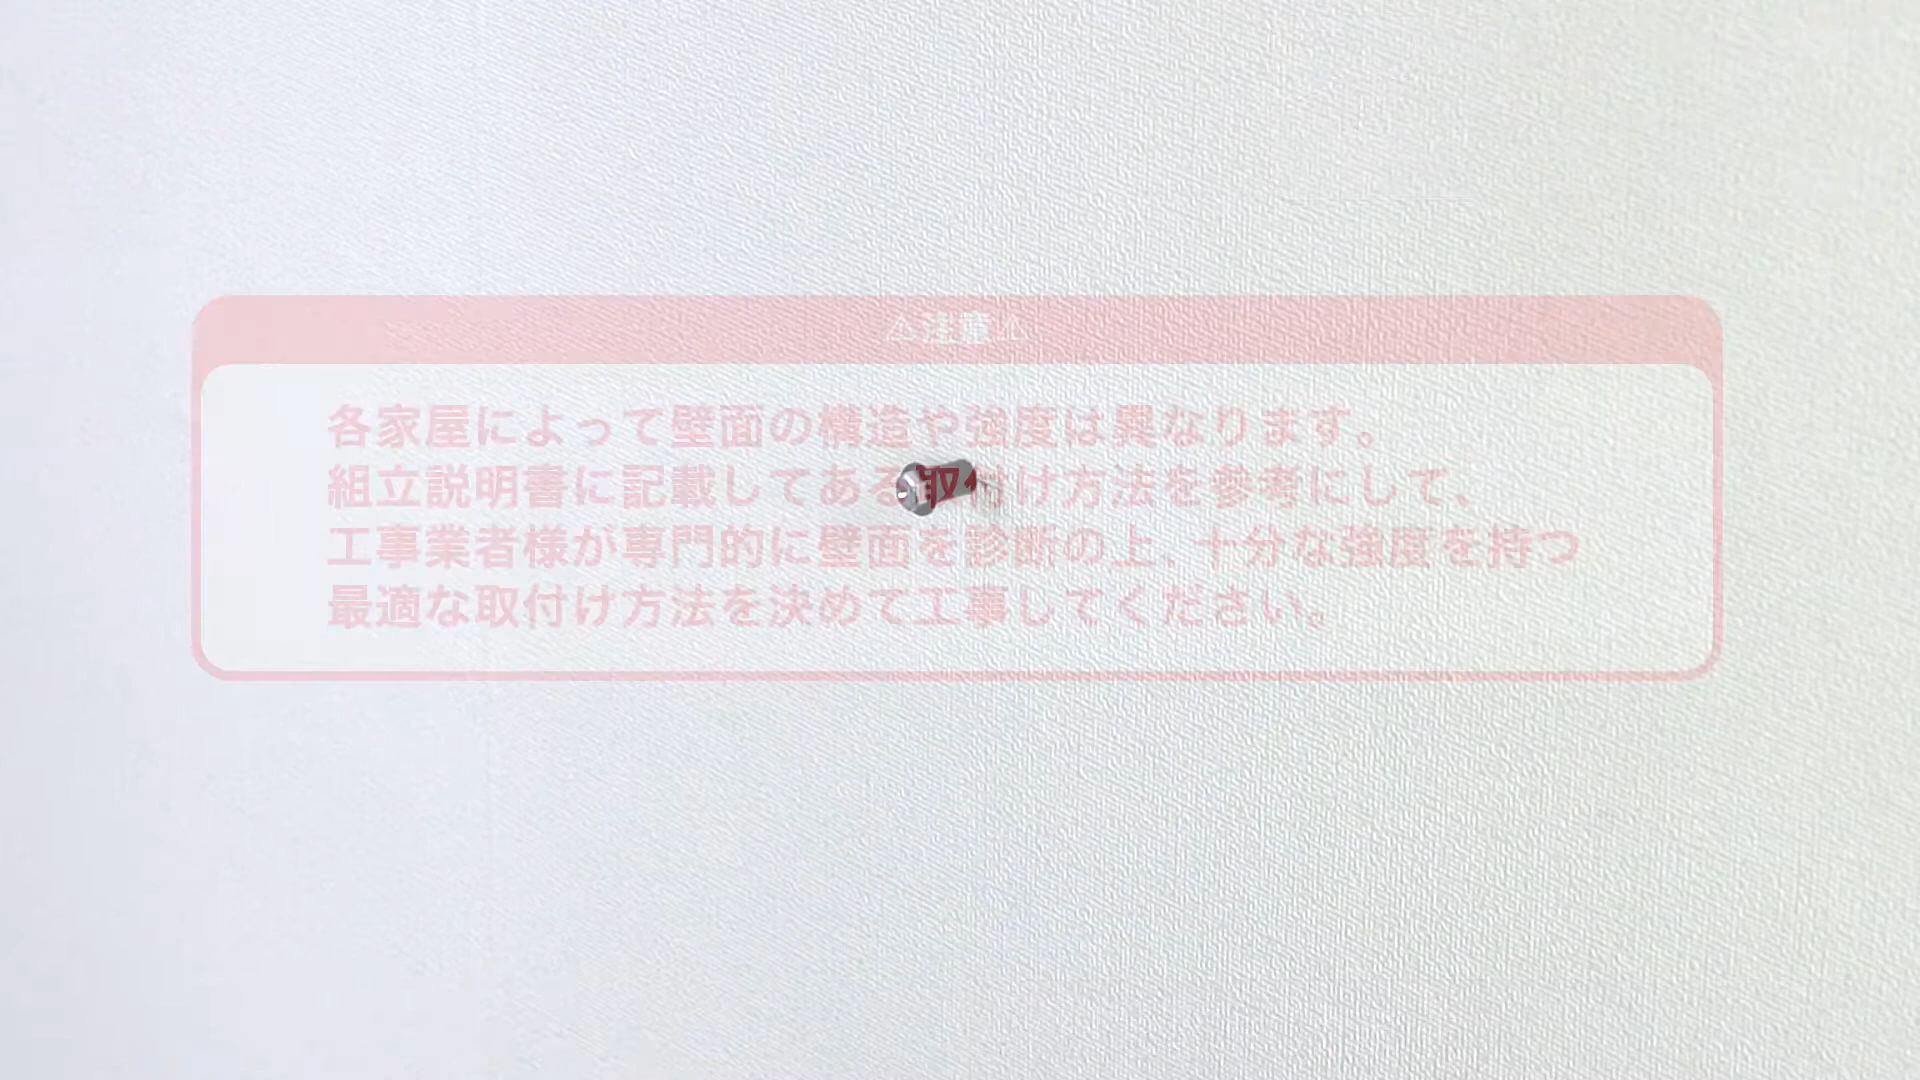 ⚠注意⚠
各家屋によって壁面の構造や強度は異なります。
組立説明書に記載してある取付け方法を参考にして、
工事業者様が専門的に壁面を診断の上、十分な強度を持つ
最適な取付け方法を決めて工事してください。